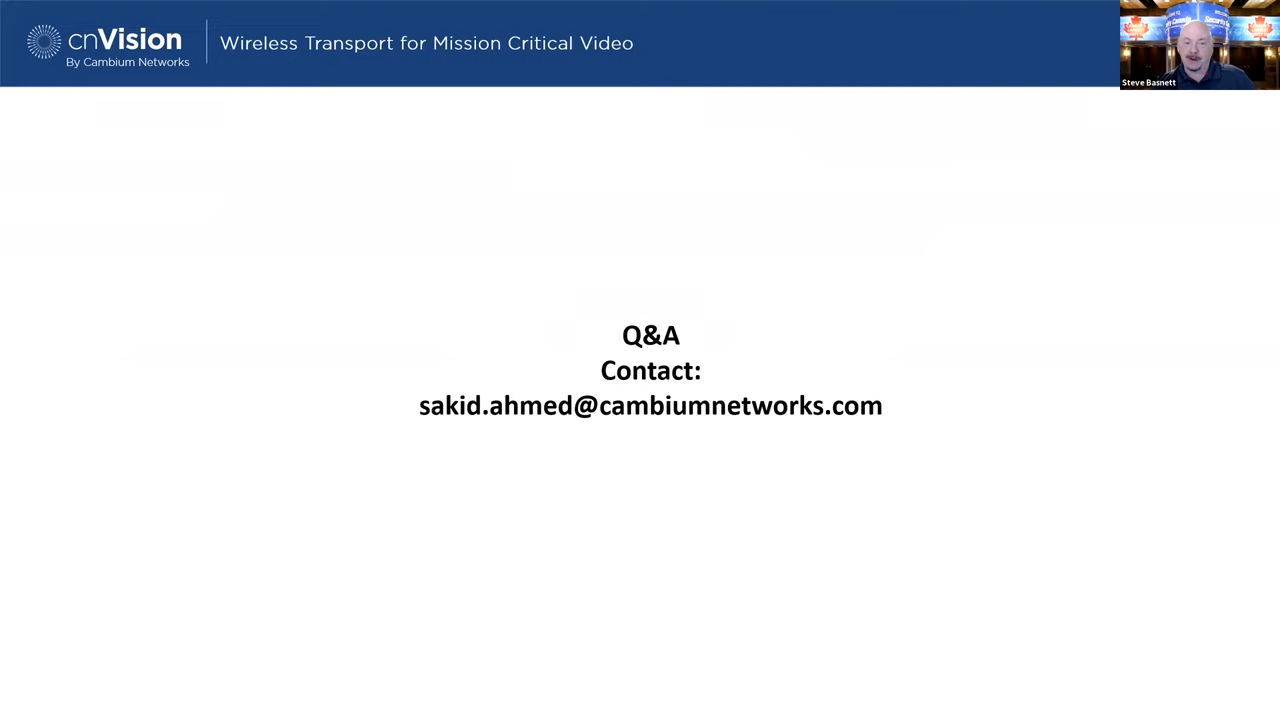 cnVision
By Cambium Networks
Wireless Transport for Mission Critical Video
Steve Basnett
Q&A
Contact:
sakid.ahmed@cambiumnetworks.com